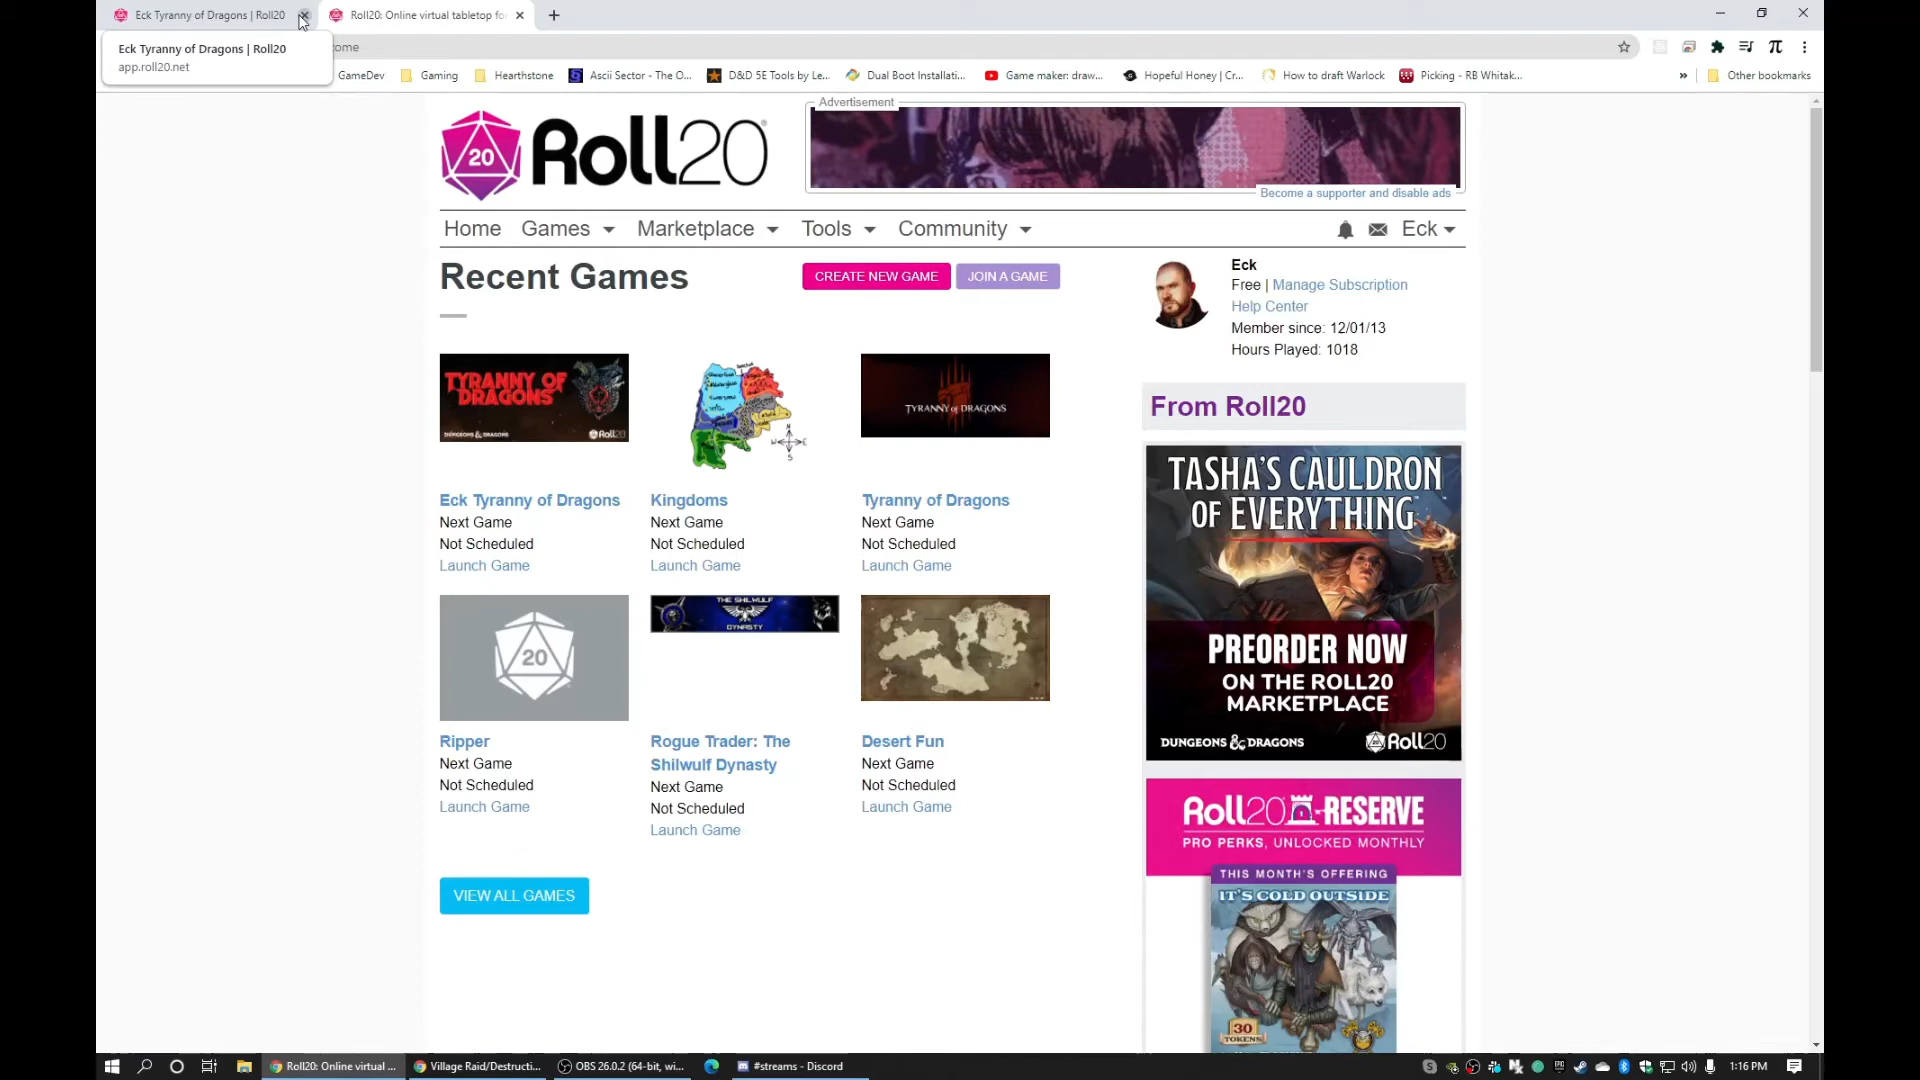 Eck Tyranny of Dragons | Roll20
Roll20: Online virtual tabletop fo
Eck Tyranny of Dragons | Roll20
app.roll20.net
ome
GameDev
Gaming
Hearthstone
Ascii Sector - The O...
D&D 5E Tools by Le...
Dual Boot Installati...
Game maker: draw...
Hopeful Honey | Cr...
How to draft Warlock
Picking - RB Whitak...
»
Other bookmarks
20 Roll20
Advertisement
Become a supporter and disable ads
Home Games Marketplace Tools Community
Eck
Recent Games
CREATE NEW GAME
JOIN A GAME
Eck
Free | Manage Subscription
Help Center
Member since: 12/01/13
Hours Played: 1018
TYRANNY OF
DRAGONS
DUNGEONS & DRAGONS
Roll20
TYRANNY of DRAGONS
Eck Tyranny of Dragons
Next Game
Not Scheduled
Launch Game
N
W E
S
Kingdoms
Next Game
Not Scheduled
Launch Game
Tyranny of Dragons
Next Game
Not Scheduled
Launch Game
20
Ripper
Next Game
Not Scheduled
Launch Game
THE SHILWULF
DYNASTY
Rogue Trader: The
Shilwulf Dynasty
Next Game
Not Scheduled
Launch Game
Desert Fun
Next Game
Not Scheduled
Launch Game
VIEW ALL GAMES
From Roll20
TASHA'S CAULDRON
OF EVERYTHING
PREORDER NOW
ON THE ROLL20
MARKETPLACE
DUNGEONS & DRAGONS
Roll20
Roll20 RESERVE
PRO PERKS, UNLOCKED MONTHLY
THIS MONTH'S OFFERING
IT'S COLD OUTSIDE
30
TOKENS
Roll20: Online virtual ...
Village Raid/Destructi...
OBS 26.0.2 (64-bit, wi...
#streams - Discord
1:16 PM